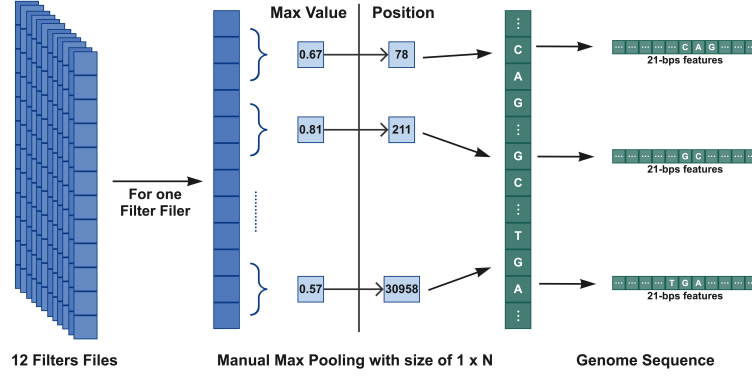 Max Value
Position
0.67
78
0.81
211
0.57
30958
For one
Filter Filer
⋮
C
A
G
⋮
G
C
⋮
T
G
A
⋮
... ... ... ... ... C A G ... ... ...
21-bps features
... ... ... ... ... G C ... ... ... ...
21-bps features
... ... ... ... T G A ... ... ... ...
21-bps features
12 Filters Files
Manual Max Pooling with size of 1 x N
Genome Sequence